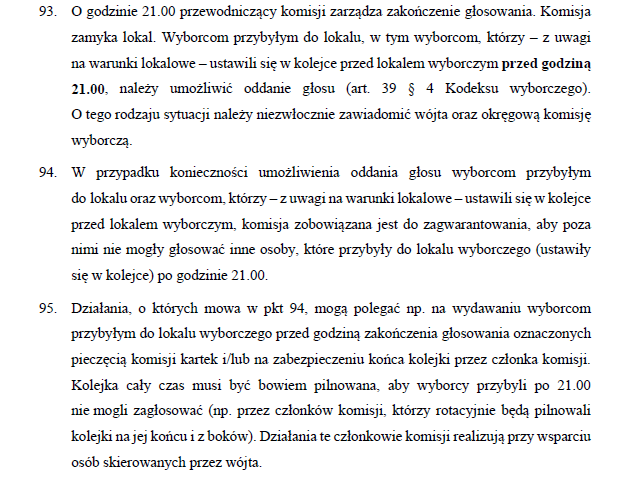 93. O godzinie 21.00 przewodniczący komisji zarządza zakończenie głosowania. Komisja
zamyka lokal. Wyborcom przybyłym do lokalu, w tym wyborcom, którzy – z uwagi
na warunki lokalowe – ustawili się w kolejce przed lokalem wyborczym przed godziną
21.00, należy umożliwić oddanie głosu (art. 39 § 4 Kodeksu wyborczego).
O tego rodzaju sytuacji należy niezwłocznie zawiadomić wójta oraz okręgową komisję
wyborczą.
94. W przypadku konieczności umożliwienia oddania głosu wyborcom przybyłym
do lokalu oraz wyborcom, którzy – z uwagi na warunki lokalowe – ustawili się w kolejce
przed lokalem wyborczym, komisja zobowiązana jest do zagwarantowania, aby poza
nimi nie mogły głosować inne osoby, które przybyły do lokalu wyborczego (ustawiły
się w kolejce) po godzinie 21.00.
95. Działania, o których mowa w pkt 94, mogą polegać np. na wydawaniu wyborcom
przybyłym do lokalu wyborczego przed godziną zakończenia głosowania oznaczonych
pieczęcią komisji kartek i/lub na zabezpieczeniu końca kolejki przez członka komisji.
Kolejka cały czas musi być bowiem pilnowana, aby wyborcy przybyli po 21.00
nie mogli zagłosować (np. przez członków komisji, którzy rotacyjnie będą pilnowali
kolejki na jej końcu i z boków). Działania te członkowie komisji realizują przy wsparciu
osób skierowanych przez wójta.